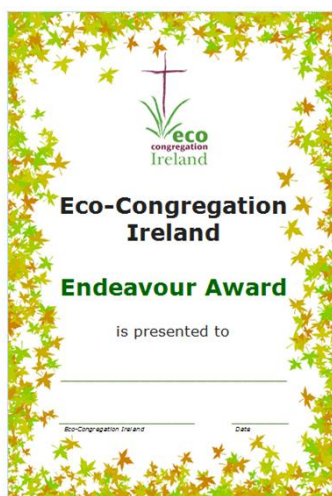 eco
congregation
Ireland
Eco-Congregation
Ireland
Endeavour Award
is presented to
Eco-Congregation Ireland Date